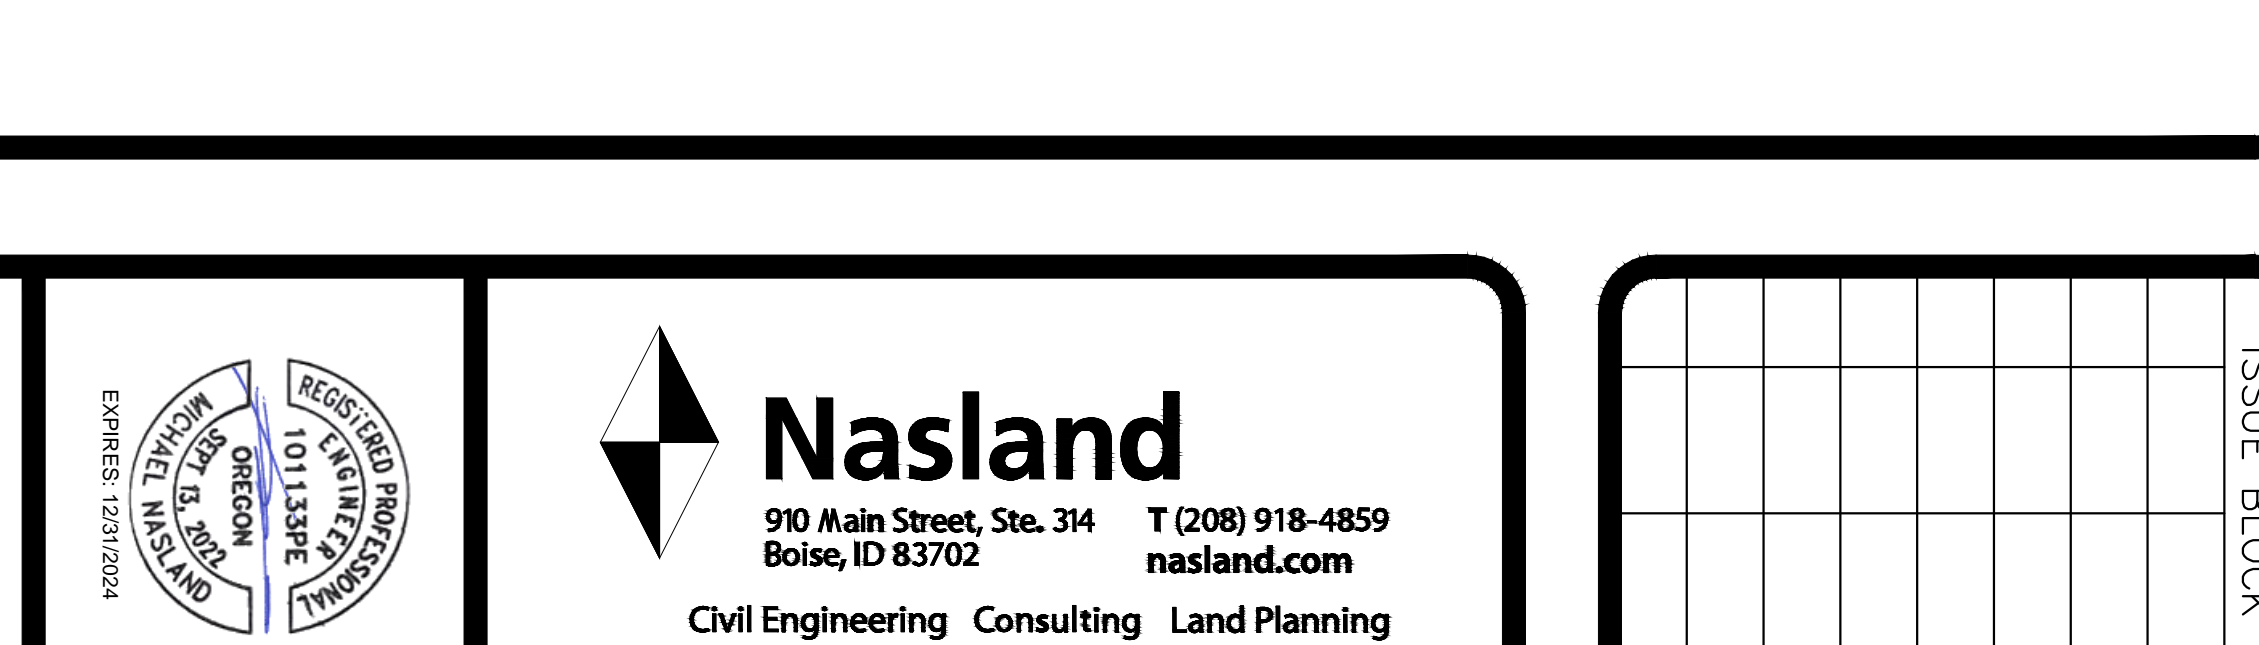 REGISTERED PROFESSIONAL
ENGINEER
101133PE
OREGON
SEPT 13, 2022
MICHAEL NASLAND
EXPIRES: 12/31/2024
Nasland
910 Main Street, Ste. 314
Boise, ID 83702
T (208) 918-4859
nasland.com
Civil Engineering Consulting Land Planning
ISSUE BLOCK